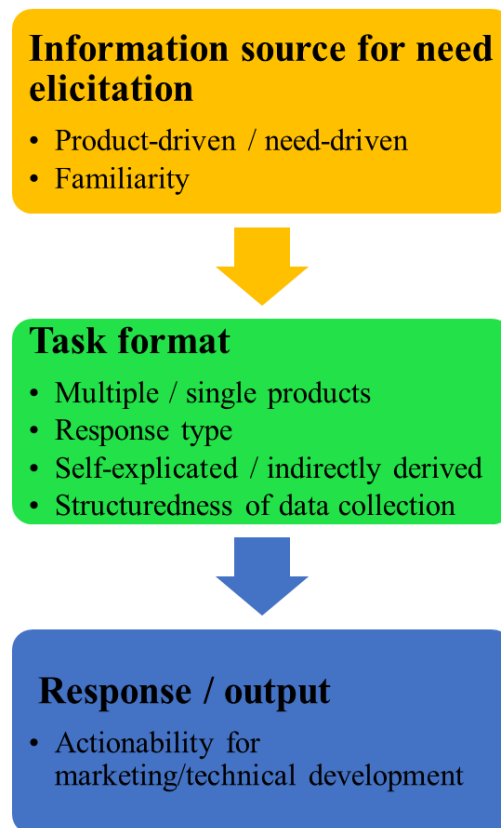 Information source for need
elicitation
• Product-driven / need-driven
• Familiarity
Task format
• Multiple / single products
• Response type
• Self-explicated / indirectly derived
• Structuredness of data collection
Response / output
• Actionability for
marketing/technical development